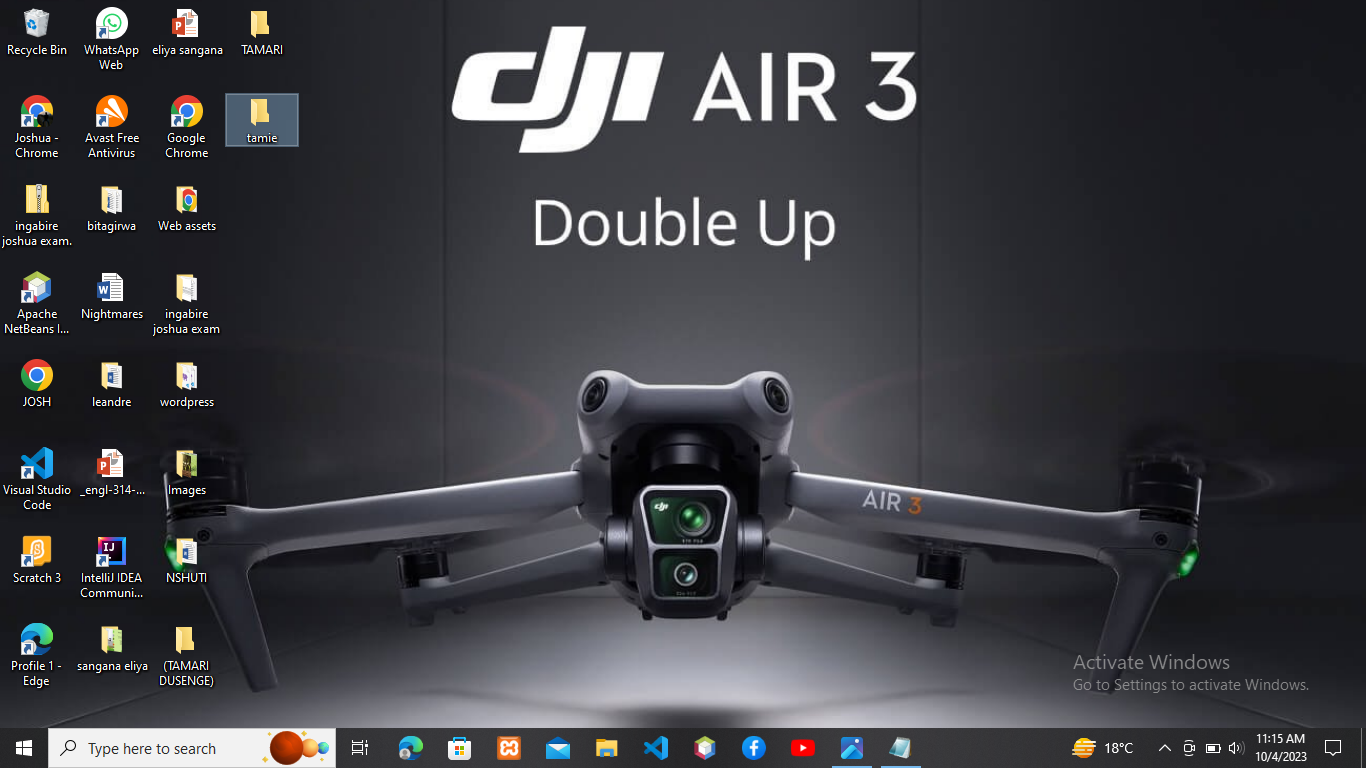 Recycle Bin
WhatsApp
Web
eliya sangana
TAMARI
Joshua -
Chrome
Avast Free
Antivirus
Google
Chrome
tamie
ingabire
joshua exam.
bitagirwa
Web assets
Apache
NetBeans I...
Nightmares
ingabire
joshua exam
JOSH
leandre
wordpress
Visual Studio
Code
_engl-314-...
Images
Scratch 3
IntelliJ IDEA
Communi...
NSHUTI
Profile 1 -
Edge
sangana eliya
(TAMARI
DUSENGE)
dji AIR 3
Double Up
AIR 3
dji
Activate Windows
Go to Settings to activate Windows.
Type here to search
18°C
11:15 AM
10/4/2023